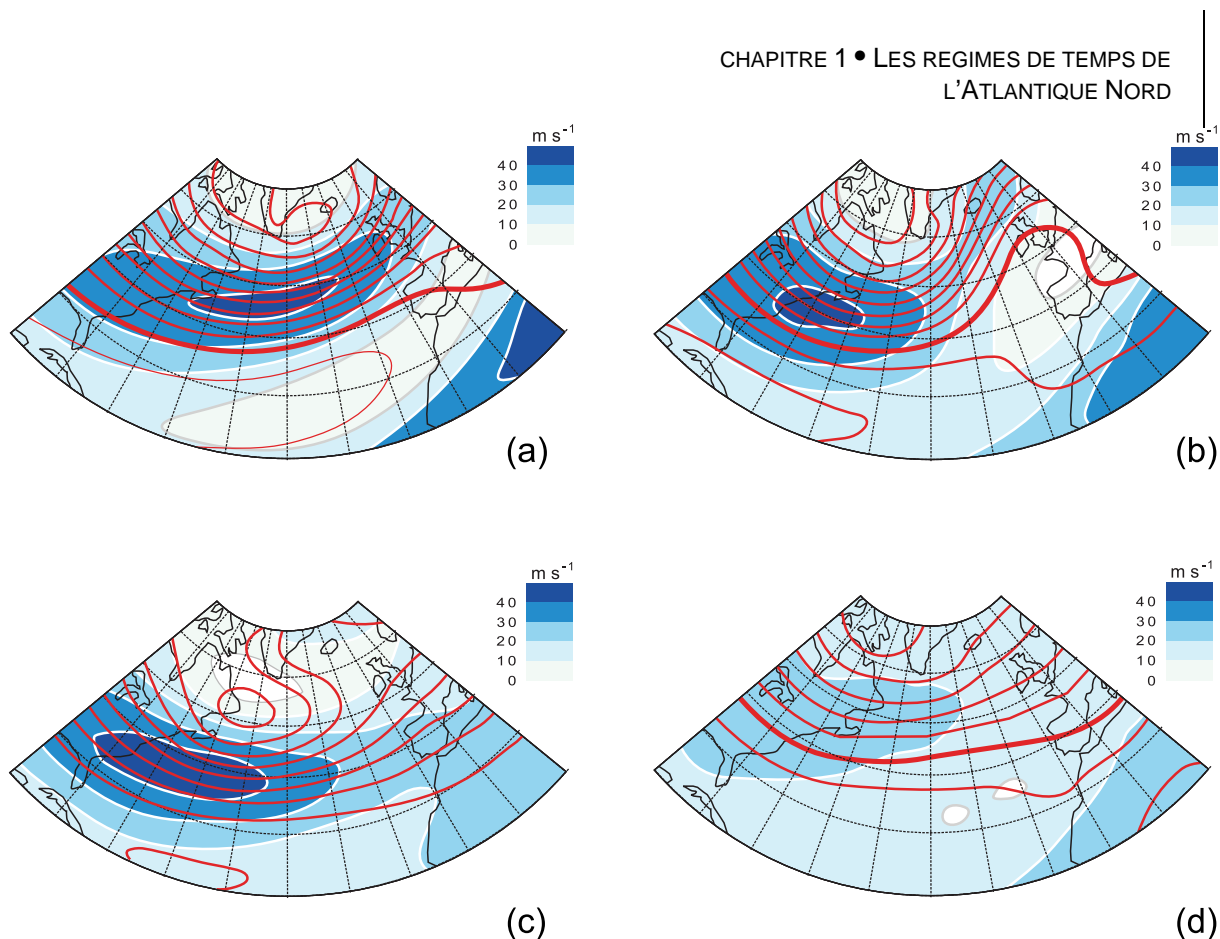 CHAPITRE 1 • LES REGIMES DE TEMPS DE
L'ATLANTIQUE NORD
m s⁻¹
40
30
20
10
0
(a)
m s⁻¹
40
30
20
10
0
(b)
m s⁻¹
40
30
20
10
0
(c)
m s⁻¹
40
30
20
10
0
(d)